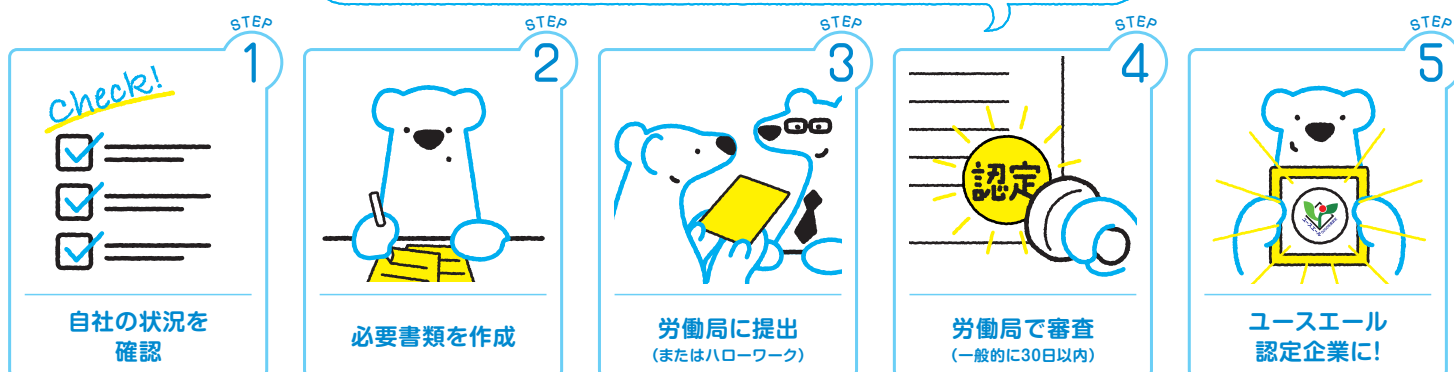 STEP
1
Check!
自社の状況を
確認
STEP
2
必要書類を作成
STEP
3
労働局に提出
(またはハローワーク)
STEP
4
認定
労働局で審査
(一般的に30日以内)
STEP
5
ユースエール
認定企業に!